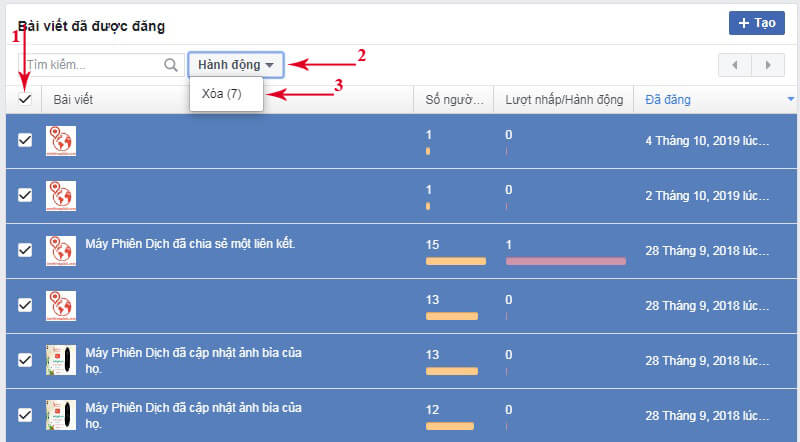 Bài viết đã được đăng
+ Tạo
1
Tìm kiếm...
Hành động
2
Xóa (7)
3
Bài viết
Số ngườ...
Lượt nhấp/Hành động
Đã đăng
1
0
4 Tháng 10, 2019 lúc...
1
0
2 Tháng 10, 2019 lúc...
Máy Phiên Dịch đã chia sẻ một liên kết.
15
1
28 Tháng 9, 2018 lúc...
13
0
28 Tháng 9, 2018 lúc...
Máy Phiên Dịch đã cập nhật ảnh bìa của
họ.
13
0
28 Tháng 9, 2018 lúc...
Máy Phiên Dịch đã cập nhật ảnh bìa của
họ.
12
0
28 Tháng 9, 2018 lúc...